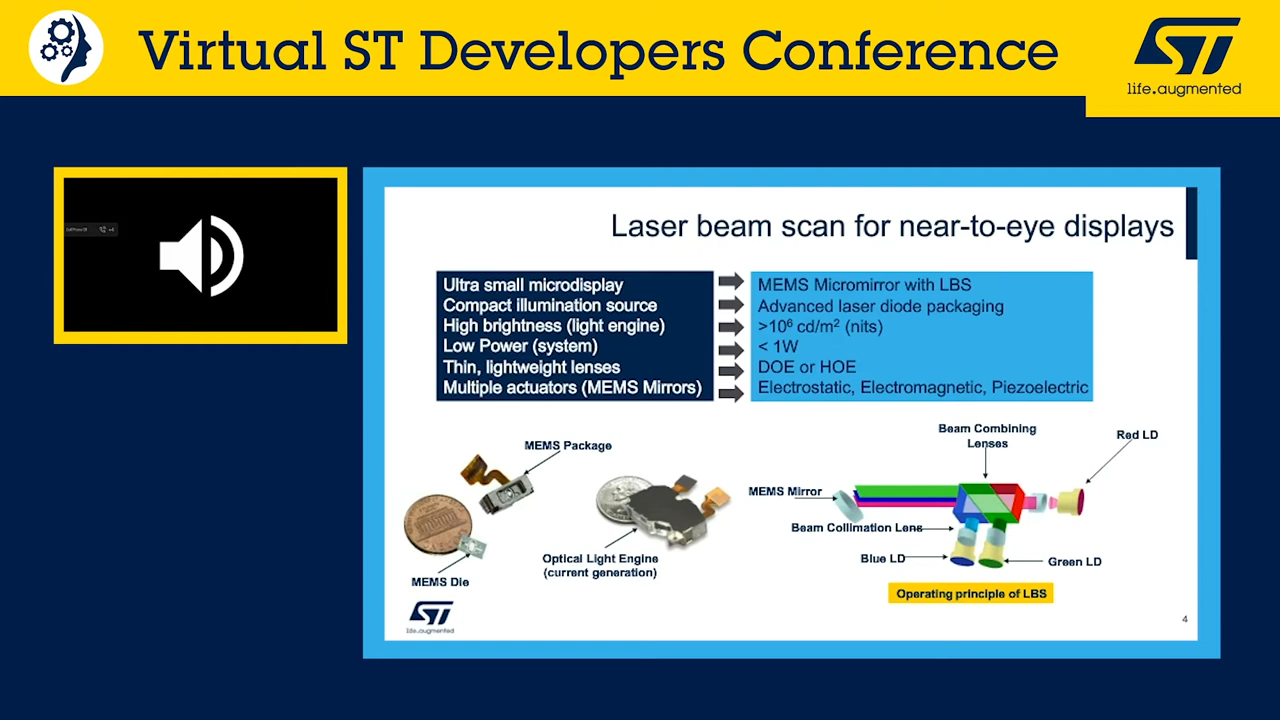 Virtual ST Developers Conference
ST
life.augmented
Laser beam scan for near-to-eye displays
Ultra small microdisplay
MEMS Micromirror with LBS
Compact illumination source
Advanced laser diode packaging
High brightness (light engine)
>10⁶ cd/m² (nits)
Low Power (system)
< 1W
Thin, lightweight lenses
DOE or HOE
Multiple actuators (MEMS Mirrors)
Electrostatic, Electromagnetic, Piezoelectric
MEMS Package
MEMS Die
Optical Light Engine
(current generation)
Beam Combining
Lenses
Red LD
MEMS Mirror
Beam Collimation Lens
Blue LD
Green LD
Operating principle of LBS
ST
life.augmented
4